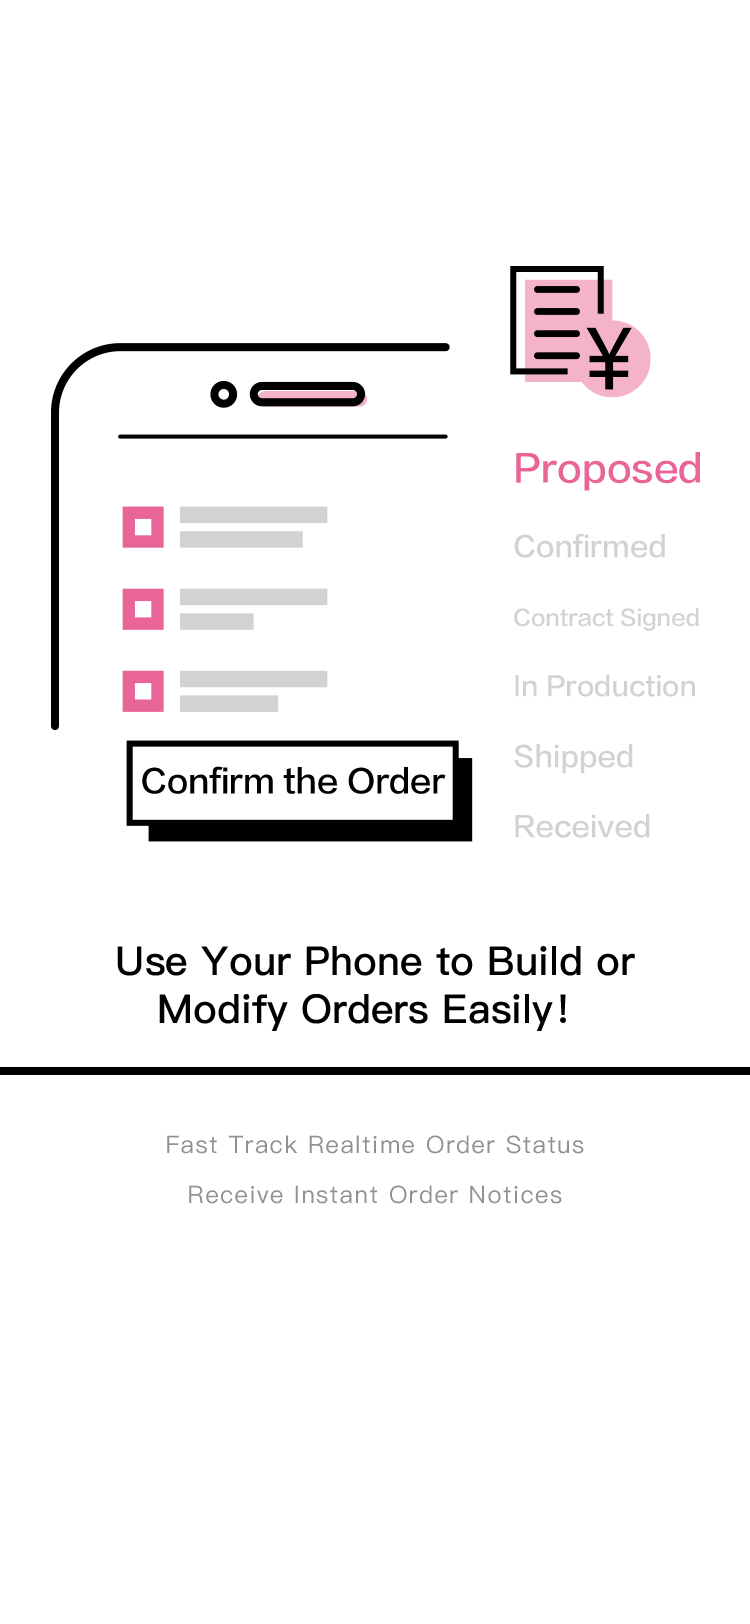 ¥
Proposed
Confirmed
Contract Signed
In Production
Shipped
Received
Confirm the Order
Use Your Phone to Build or
Modify Orders Easily!
Fast Track Realtime Order Status
Receive Instant Order Notices